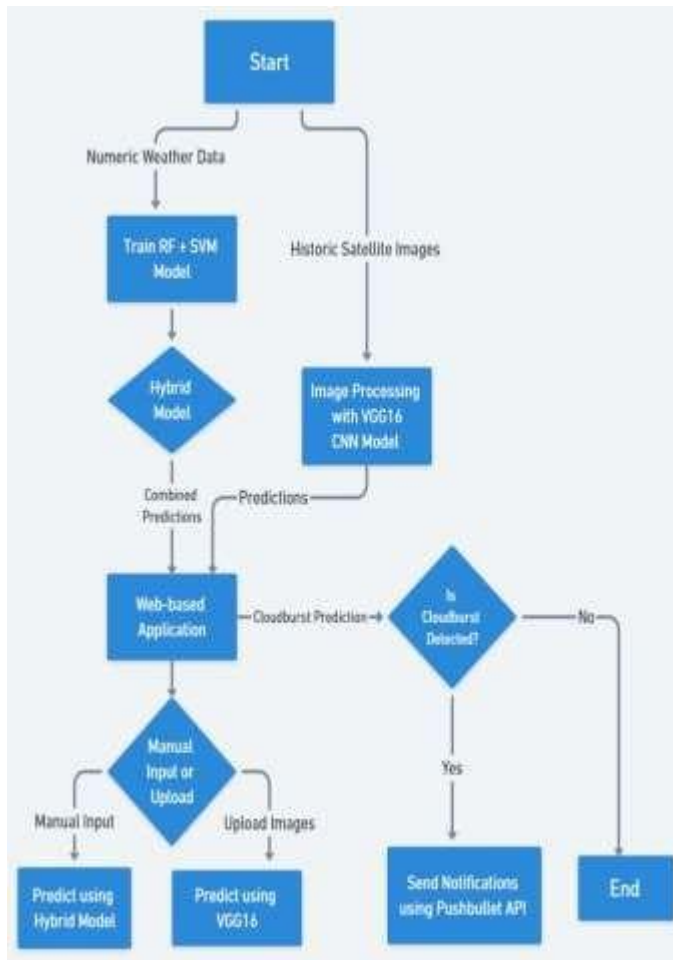 Start
Numeric Weather Data
Train RF + SVM
Model
Historic Satellite Images
Hybrid
Model
Image Processing
with VGG16
CNN Model
Combined
Predictions
Predictions
Web-based
Application
Cloudburst Prediction
Is
Cloudburst
Detected?
No
Manual
Input or
Upload
Yes
Manual Input
Upload Images
Predict using
Hybrid Model
Predict using
VGG16
Send Notifications
using Pushbullet API
End